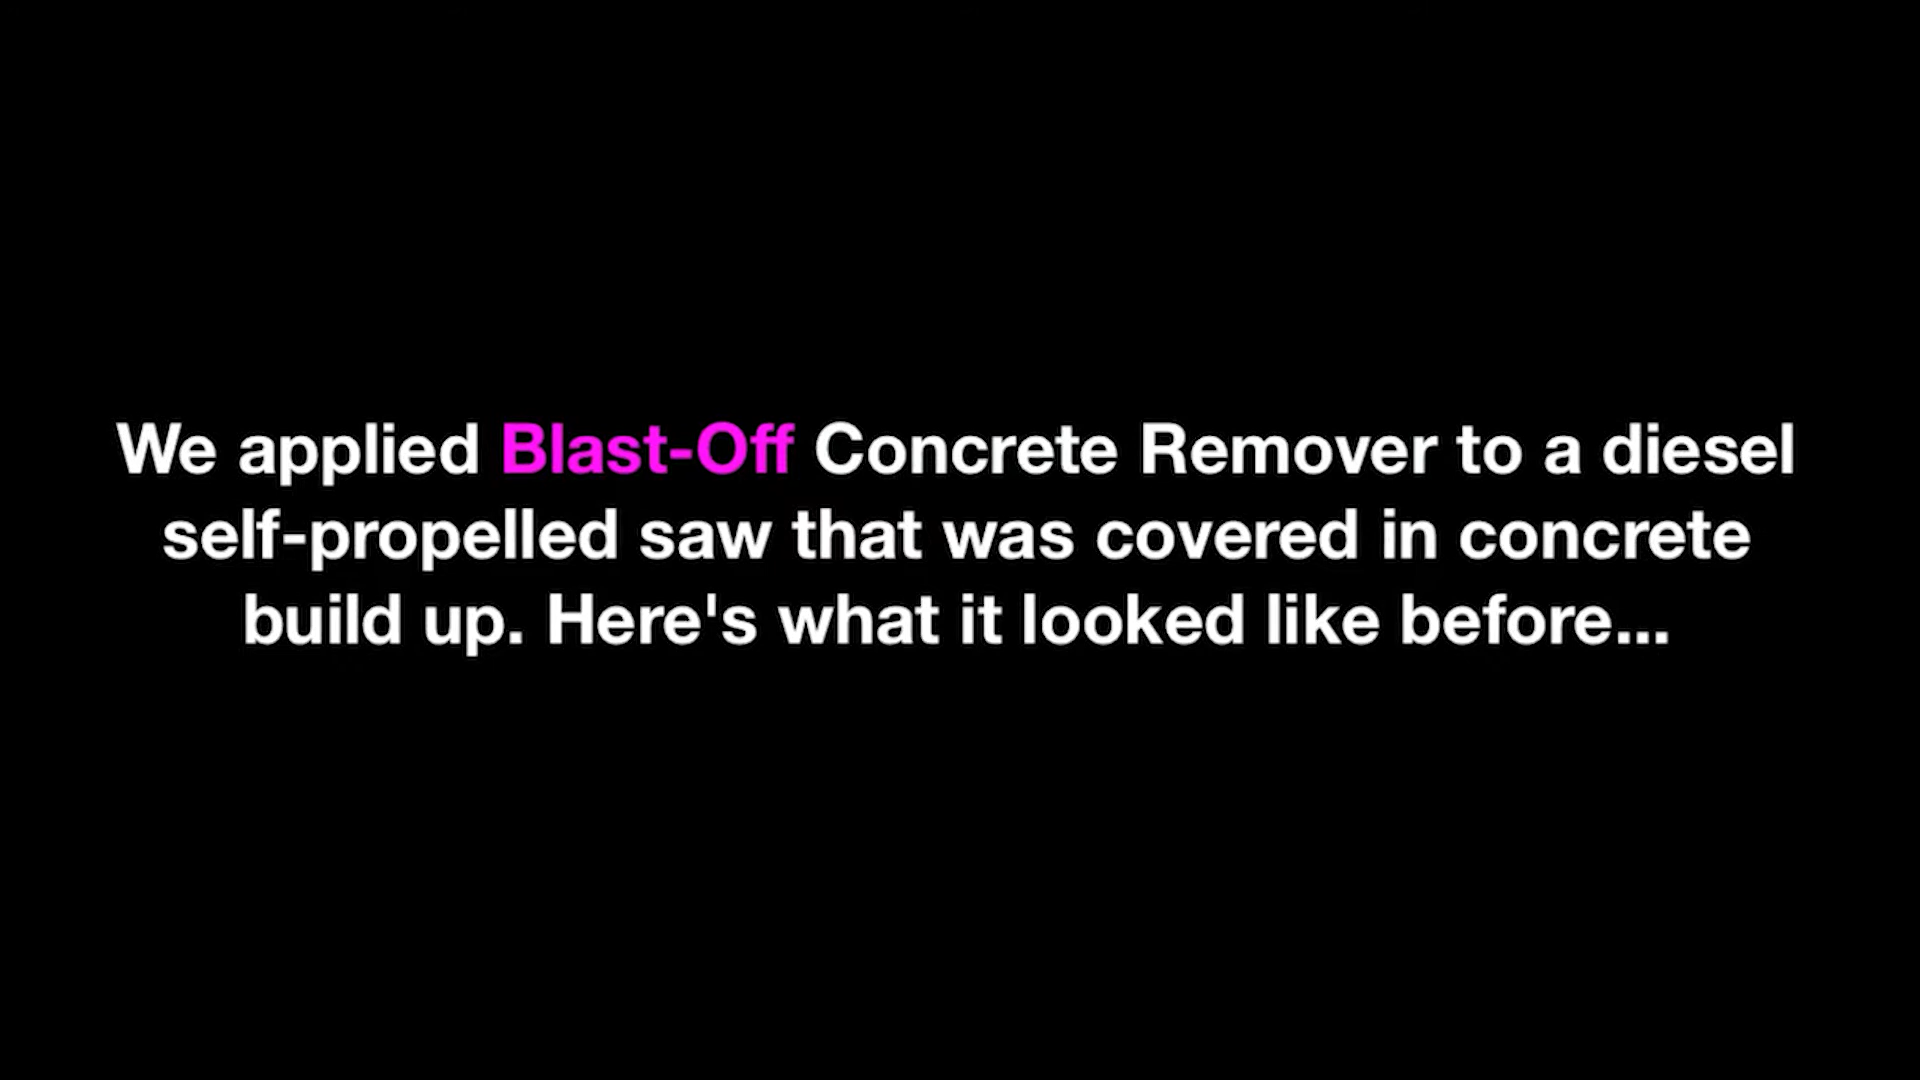 We applied Blast-Off Concrete Remover to a diesel
self-propelled saw that was covered in concrete
build up. Here's what it looked like before...